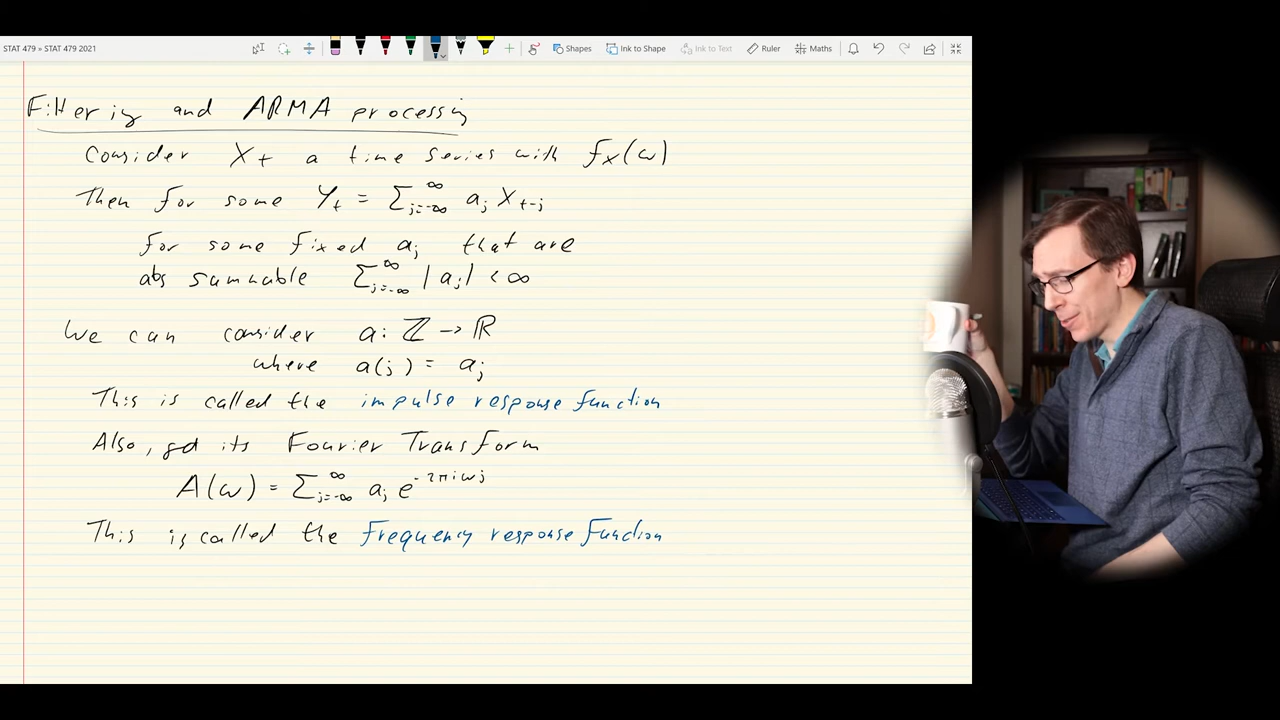 STAT 479 » STAT 479 2021
Shapes Ink to Shape Ink to Text Ruler Maths
Filtering and ARMA processing
Consider X_t a time series with f_X(ω)
Then for some Y_t = ∑_{j=-∞}^{∞} a_j X_{t-j}
for some fixed a_j that are
abs summable ∑_{j=-∞}^{∞} |a_j| < ∞
We can consider a: ℤ → ℝ
where a(j) = a_j
This is called the impulse response function
Also, get its Fourier Transform
A(ω) = ∑_{j=-∞}^{∞} a_j e^{-2πiωj}
This is called the frequency response function